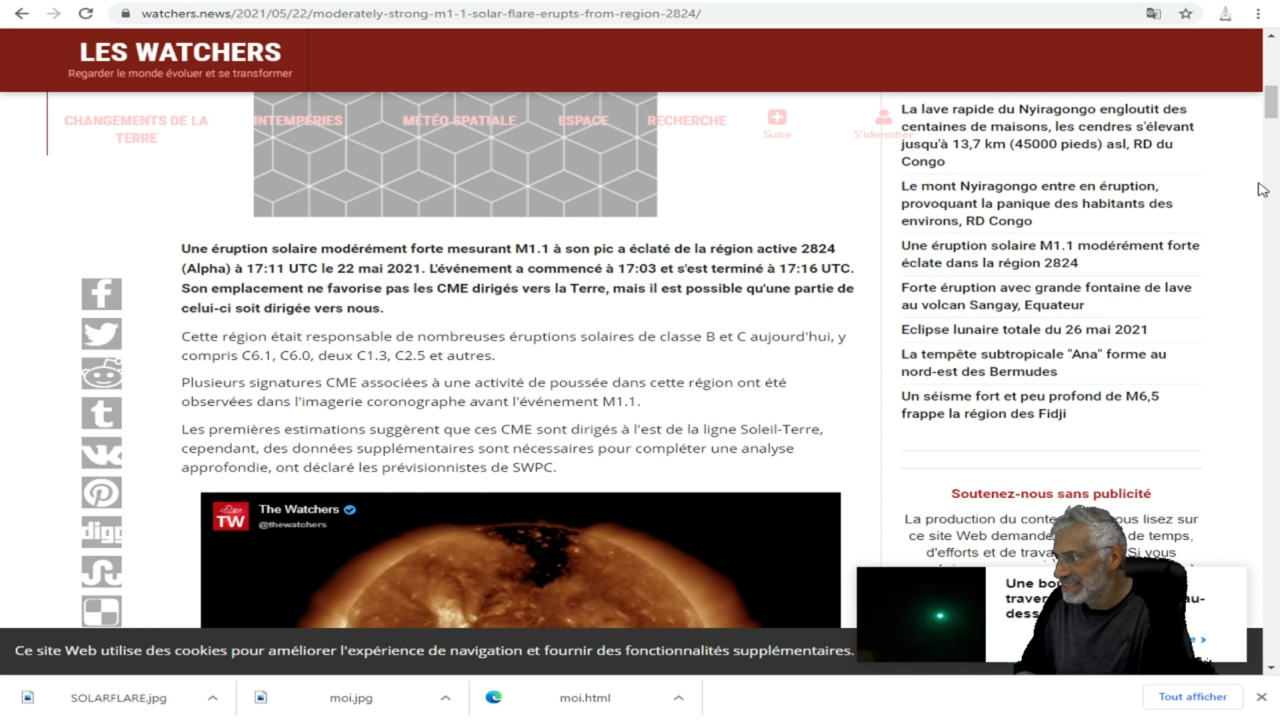 watchers.news/2021/05/22/moderately-strong-m1-1-solar-flare-erupts-from-region-2824/
LES WATCHERS
Regarder le monde évoluer et se transformer
CHANGEMENTS DE LA
TERRE
INTEMPÉRIES
MÉTÉO SPATIALE
ESPACE
RECHERCHE
Suite
S'identifier
Une éruption solaire modérément forte mesurant M1.1 à son pic a éclaté de la région active 2824
(Alpha) à 17:11 UTC le 22 mai 2021. L'événement a commencé à 17:03 et s'est terminé à 17:16 UTC.
Son emplacement ne favorise pas les CME dirigés vers la Terre, mais il est possible qu'une partie de
celui-ci soit dirigée vers nous.
Cette région était responsable de nombreuses éruptions solaires de classe B et C aujourd'hui, y
compris C6.1, C6.0, deux C1.3, C2.5 et autres.
Plusieurs signatures CME associées à une activité de poussée dans cette région ont été
observées dans l'imagerie coronographe avant l'événement M1.1.
Les premières estimations suggèrent que ces CME sont dirigés à l'est de la ligne Soleil-Terre,
cependant, des données supplémentaires sont nécessaires pour compléter une analyse
approfondie, ont déclaré les prévisionnistes de SWPC.
TW
The Watchers
@thewatchers
digg
La lave rapide du Nyiragongo engloutit des
centaines de maisons, les cendres s'élevant
jusqu'à 13,7 km (45000 pieds) asl, RD du
Congo
Le mont Nyiragongo entre en éruption,
provoquant la panique des habitants des
environs, RD Congo
Une éruption solaire M1.1 modérément forte
éclate dans la région 2824
Forte éruption avec grande fontaine de lave
au volcan Sangay, Equateur
Eclipse lunaire totale du 26 mai 2021
La tempête subtropicale "Ana" forme au
nord-est des Bermudes
Un séisme fort et peu profond de M6,5
frappe la région des Fidji
Soutenez-nous sans publicité
La production du conte ous lisez sur
ce site Web demande de temps,
d'efforts et de trava Si vous
Une bo
traver au-
dess
Ce site Web utilise des cookies pour améliorer l'expérience de navigation et fournir des fonctionnalités supplémentaires.
SOLARFLARE.jpg
moi.jpg
moi.html
Tout afficher